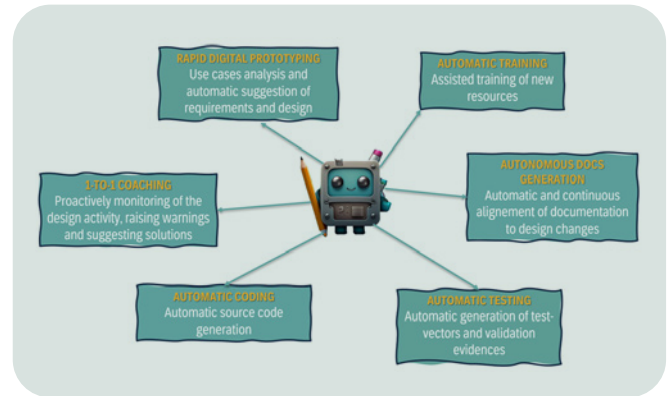 RAPID DIGITAL PROTOTYPING
Use cases analysis and
automatic suggestion of
requirements and design
AUTOMATIC TRAINING
Assisted training of new
resources
1-TO-1 COACHING
Proactively monitoring of the
design activity, raising warnings
and suggesting solutions
AUTONOMOUS DOCS
GENERATION
Automatic and continuous
alignement of documentation
to design changes
AUTOMATIC CODING
Automatic source code
generation
AUTOMATIC TESTING
Automatic generation of test-
vectors and validation
evidences